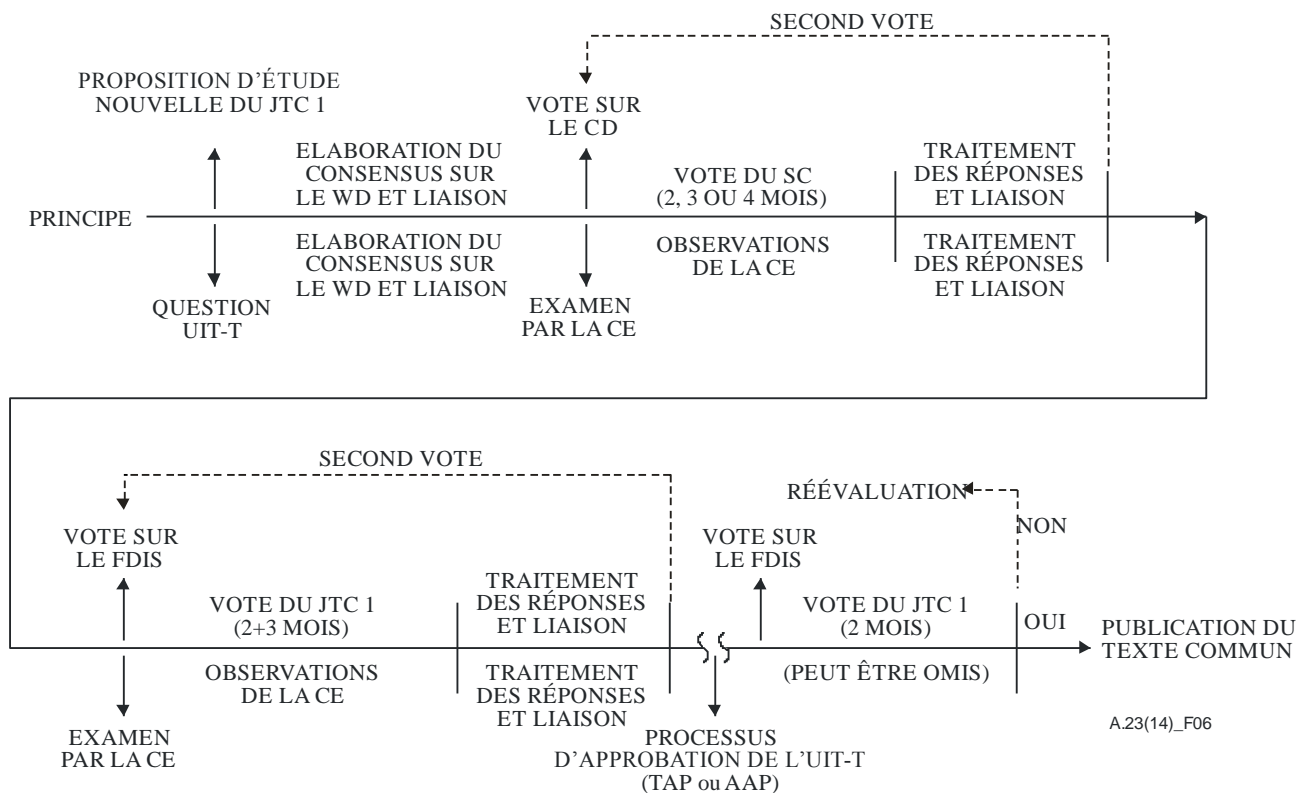 SECOND VOTE
PROPOSITION D'ÉTUDE
NOUVELLE DU JTC 1
VOTE SUR
LE CD
ELABORATION DU
CONSENSUS SUR
LE WD ET LIAISON
VOTE DU SC
(2, 3 OU 4 MOIS)
TRAITEMENT
DES RÉPONSES
ET LIAISON
PRINCIPE
ELABORATION DU
CONSENSUS SUR
LE WD ET LIAISON
OBSERVATIONS
DE LA CE
TRAITEMENT
DES RÉPONSES
ET LIAISON
QUESTION
UIT-T
EXAMEN
PAR LA CE
SECOND VOTE
RÉÉVALUATION
VOTE SUR
LE FDIS
VOTE SUR
LE FDIS
NON
VOTE DU JTC 1
(2+3 MOIS)
TRAITEMENT
DES RÉPONSES
ET LIAISON
VOTE DU JTC 1
(2 MOIS)
OUI
PUBLICATION DU
TEXTE COMMUN
OBSERVATIONS
DE LA CE
TRAITEMENT
DES RÉPONSES
ET LIAISON
(PEUT ÊTRE OMIS)
EXAMEN
PAR LA CE
PROCESSUS
D'APPROBATION DE L'UIT-T
(TAP ou AAP)
A.23(14)_F06